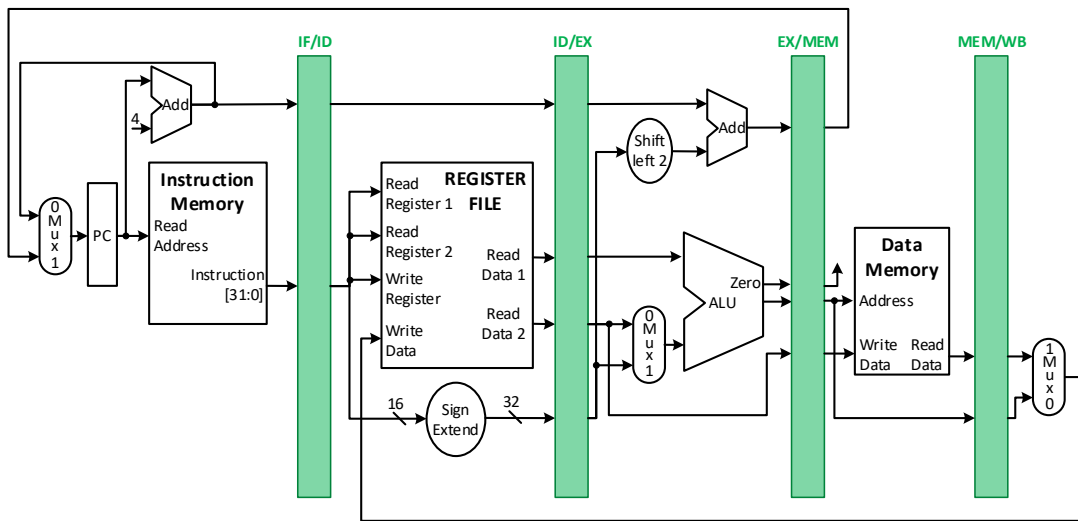 IF/ID
ID/EX
EX/MEM
MEM/WB
Add
4
Add
Shift
left 2
Instruction
Memory
Read
Address
Instruction
[31:0]
0
M
u
x
1
PC
REGISTER
FILE
Read
Register 1
Read
Register 2
Write
Register
Write
Data
Read
Data 1
Read
Data 2
Zero
ALU
0
M
u
x
1
Data
Memory
Address
Write
Data
Read
Data
1
M
u
x
0
16
Sign
Extend
32